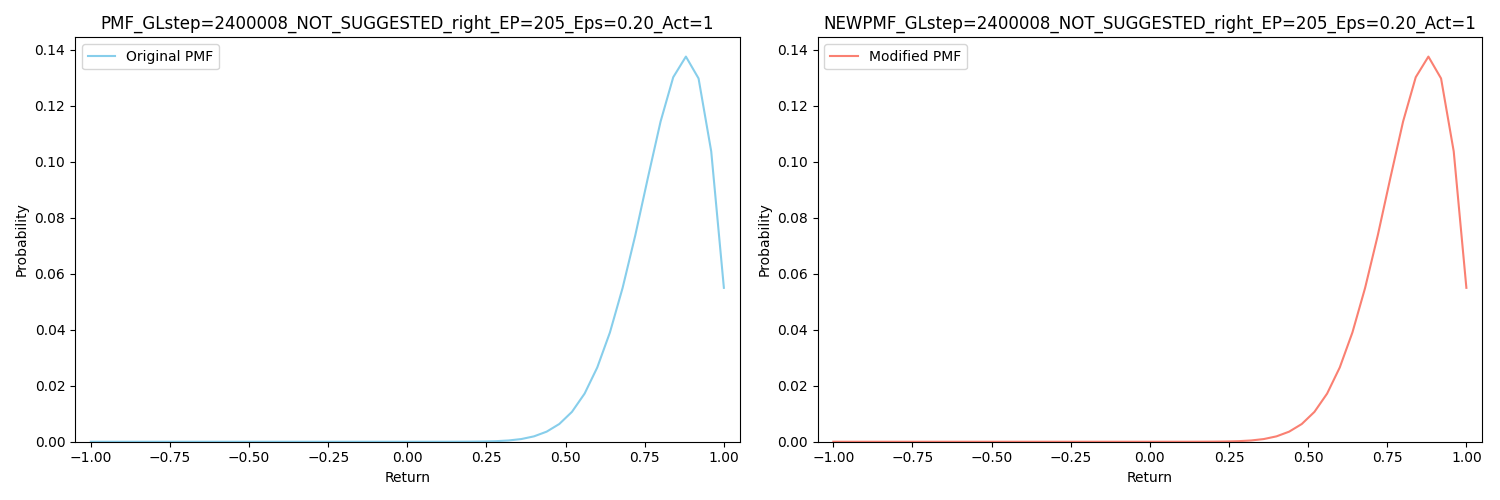 PMF_GLstep=2400008_NOT_SUGGESTED_right_EP=205_Eps=0.20_Act=1
Original PMF
Probability
0.14
0.12
0.10
0.08
0.06
0.04
0.02
0.00
−1.00 −0.75 −0.50 −0.25 0.00 0.25 0.50 0.75 1.00
Return
NEWPMF_GLstep=2400008_NOT_SUGGESTED_right_EP=205_Eps=0.20_Act=1
Modified PMF
Probability
0.14
0.12
0.10
0.08
0.06
0.04
0.02
0.00
−1.00 −0.75 −0.50 −0.25 0.00 0.25 0.50 0.75 1.00
Return